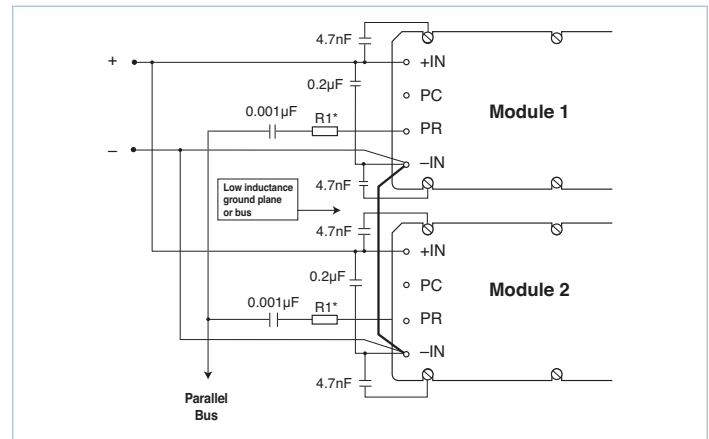 4.7nF
+
+IN
0.2µF
PC
Module 1
0.001µF
R1*
PR
–
–IN
4.7nF
Low inductance
ground plane
or bus
4.7nF
+IN
0.2µF
PC
Module 2
0.001µF
R1*
PR
–IN
4.7nF
Parallel
Bus